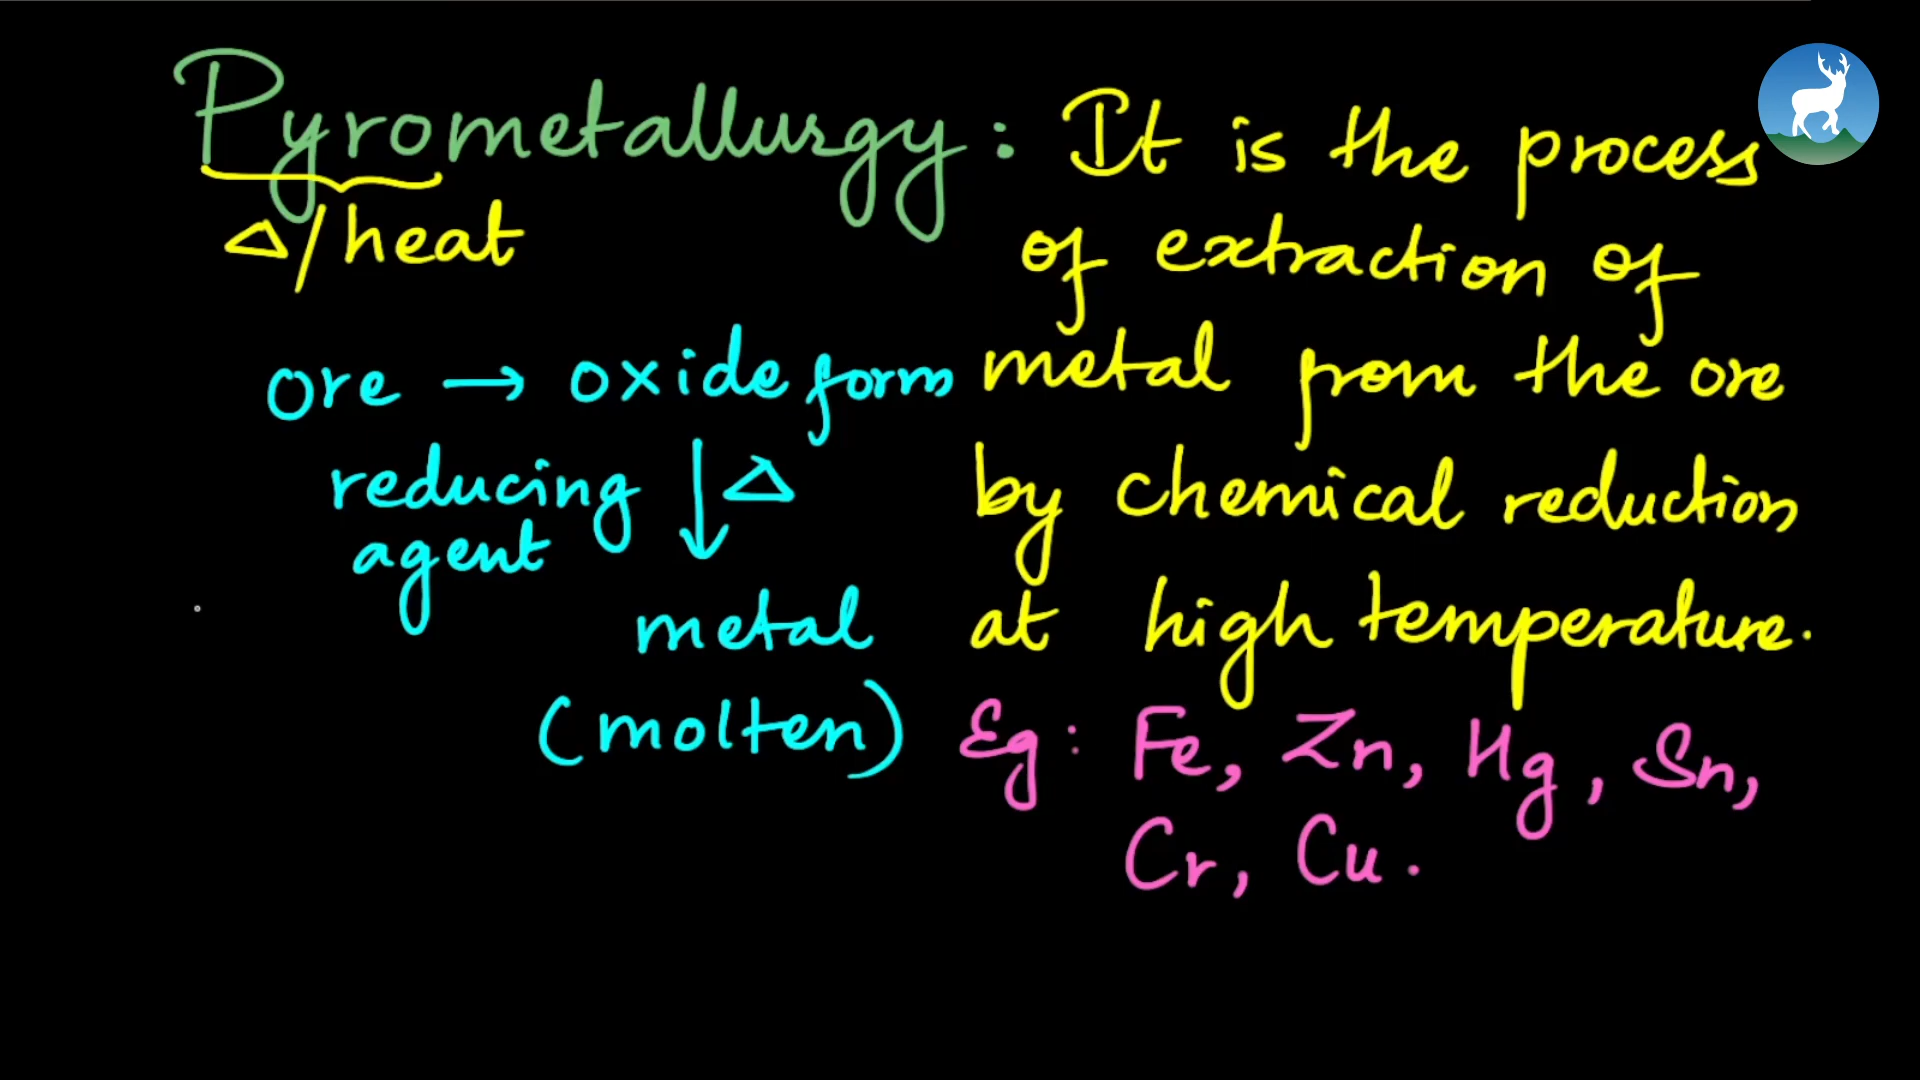 Pyrometallurgy : It is the process
Δ/heat
of extraction of
ore → oxide form
metal from the ore
reducing
agent
↓ Δ
by chemical reduction
metal
(molten)
at high temperature.
Eg: Fe, Zn, Hg, Sn,
Cr, Cu.